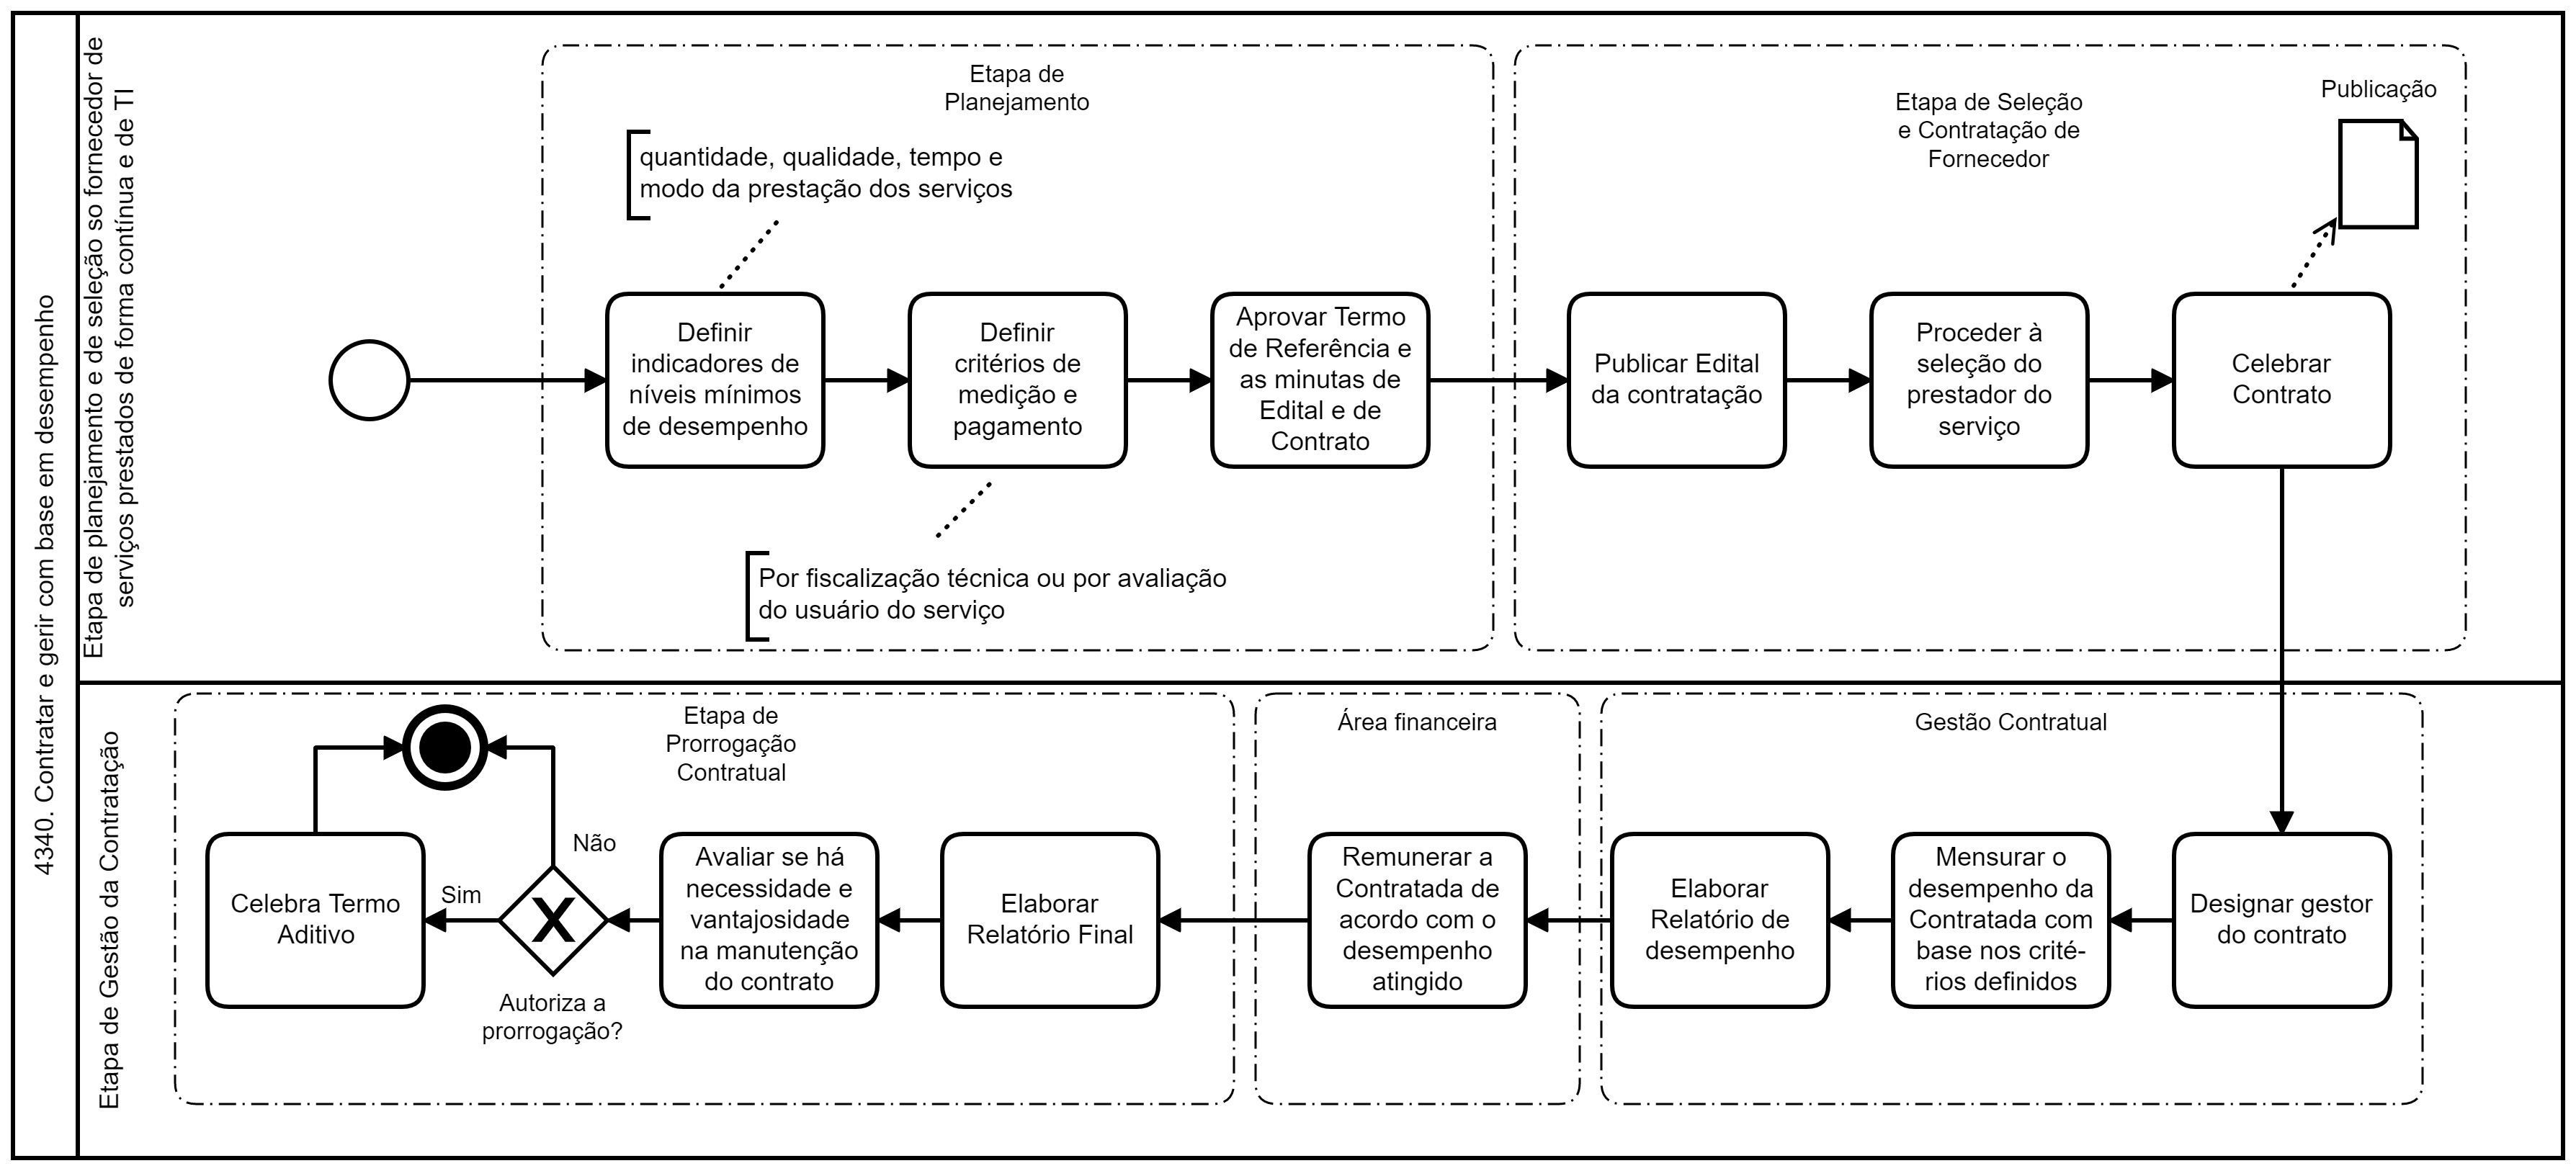 4340. Contratar e gerir com base em desempenho
Etapa de planejamento e de seleção so fornecedor de
serviços prestados de forma contínua e de TI
Etapa de
Planejamento
quantidade, qualidade, tempo e
modo da prestação dos serviços
Definir
indicadores de
níveis mínimos
de desempenho
Definir
critérios de
medição e
pagamento
Aprovar Termo
de Referência e
as minutas de
Edital e de
Contrato
Por fiscalização técnica ou por avaliação
do usuário do serviço
Etapa de Seleção
e Contratação de
Fornecedor
Publicação
Publicar Edital
da contratação
Proceder à
seleção do
prestador do
serviço
Celebrar
Contrato
Etapa de Gestão da Contratação
Gestão Contratual
Designar gestor
do contrato
Mensurar o
desempenho da
Contratada com
base nos crité-
rios definidos
Elaborar
Relatório de
desempenho
Área financeira
Remunerar a
Contratada de
acordo com o
desempenho
atingido
Etapa de
Prorrogação
Contratual
Elaborar
Relatório Final
Avaliar se há
necessidade e
vantajosidade
na manutenção
do contrato
X
Autoriza a
prorrogação?
Não
Sim
Celebra Termo
Aditivo